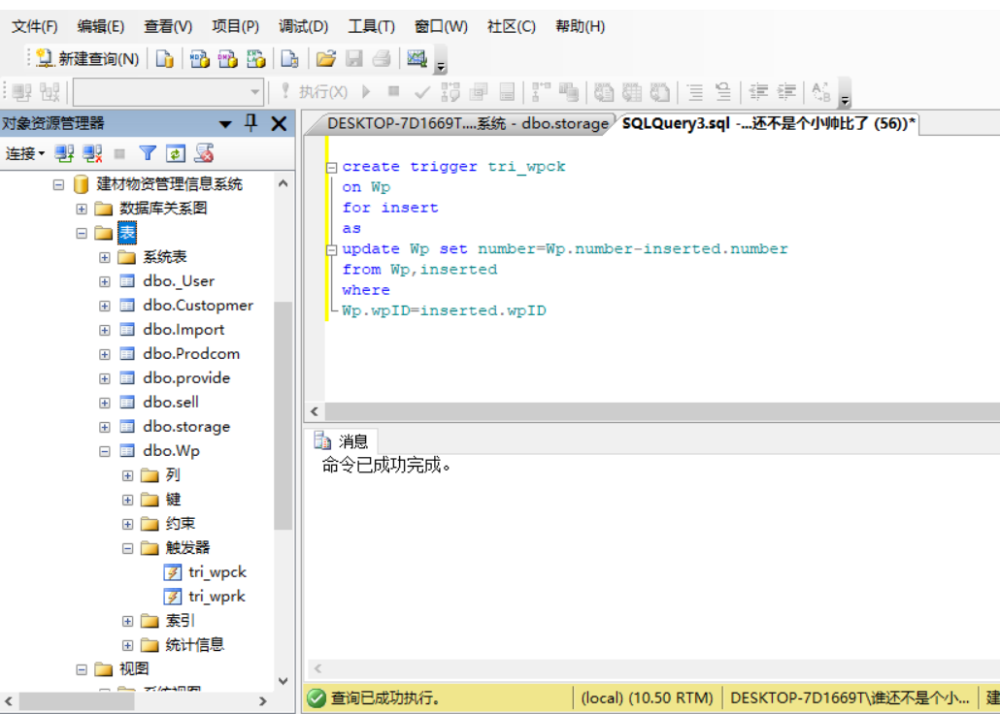 文件(F) 编辑(E) 查看(V) 项目(P) 调试(D) 工具(T) 窗口(W) 社区(C) 帮助(H)
新建查询(N)
执行(X)
对象资源管理器
连接
建材物资管理信息系统
数据库关系图
表
系统表
dbo._User
dbo.Custopmer
dbo.Import
dbo.Prodcom
dbo.provide
dbo.sell
dbo.storage
dbo.Wp
列
键
约束
触发器
tri_wpck
tri_wprk
索引
统计信息
视图
系统视图
DESKTOP-7D1669T....系统 - dbo.storage SQLQuery3.sql -...还不是个小帅比了 (56))*
create trigger tri_wpck
on Wp
for insert
as
update Wp set number=Wp.number-inserted.number
from Wp,inserted
where
Wp.wpID=inserted.wpID
消息
命令已成功完成。
查询已成功执行。 (local) (10.50 RTM) DESKTOP-7D1669T\谁还不是个小... 建